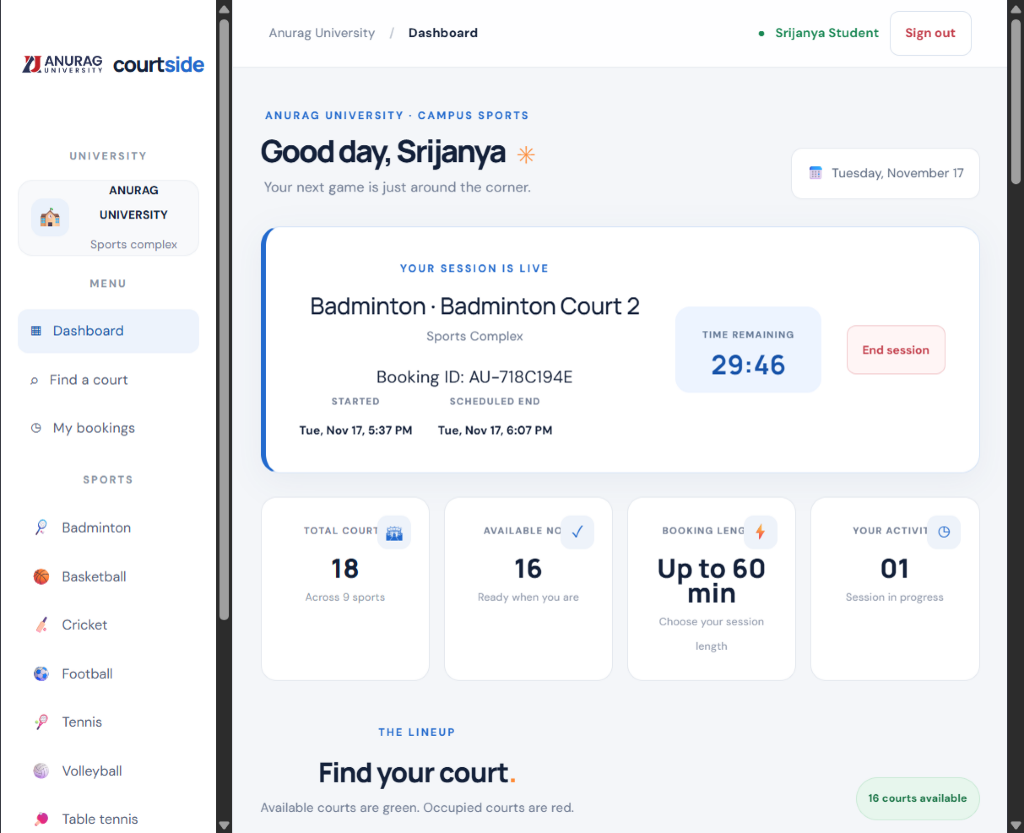 ANURAG
UNIVERSITY
courtside
UNIVERSITY
ANURAG
UNIVERSITY
Sports complex
MENU
Dashboard
Find a court
My bookings
SPORTS
Badminton
Basketball
Cricket
Football
Tennis
Volleyball
Table tennis
Anurag University / Dashboard
Srijanya Student
Sign out
ANURAG UNIVERSITY · CAMPUS SPORTS
Good day, Srijanya
Your next game is just around the corner.
Tuesday, November 17
YOUR SESSION IS LIVE
Badminton · Badminton Court 2
Sports Complex
Booking ID: AU-718C194E
STARTED
Tue, Nov 17, 5:37 PM
SCHEDULED END
Tue, Nov 17, 6:07 PM
TIME REMAINING
29:46
End session
TOTAL COURT
18
Across 9 sports
AVAILABLE NO
16
Ready when you are
BOOKING LENG
Up to 60
min
Choose your session
length
YOUR ACTIVIT
01
Session in progress
THE LINEUP
Find your court.
Available courts are green. Occupied courts are red.
16 courts available